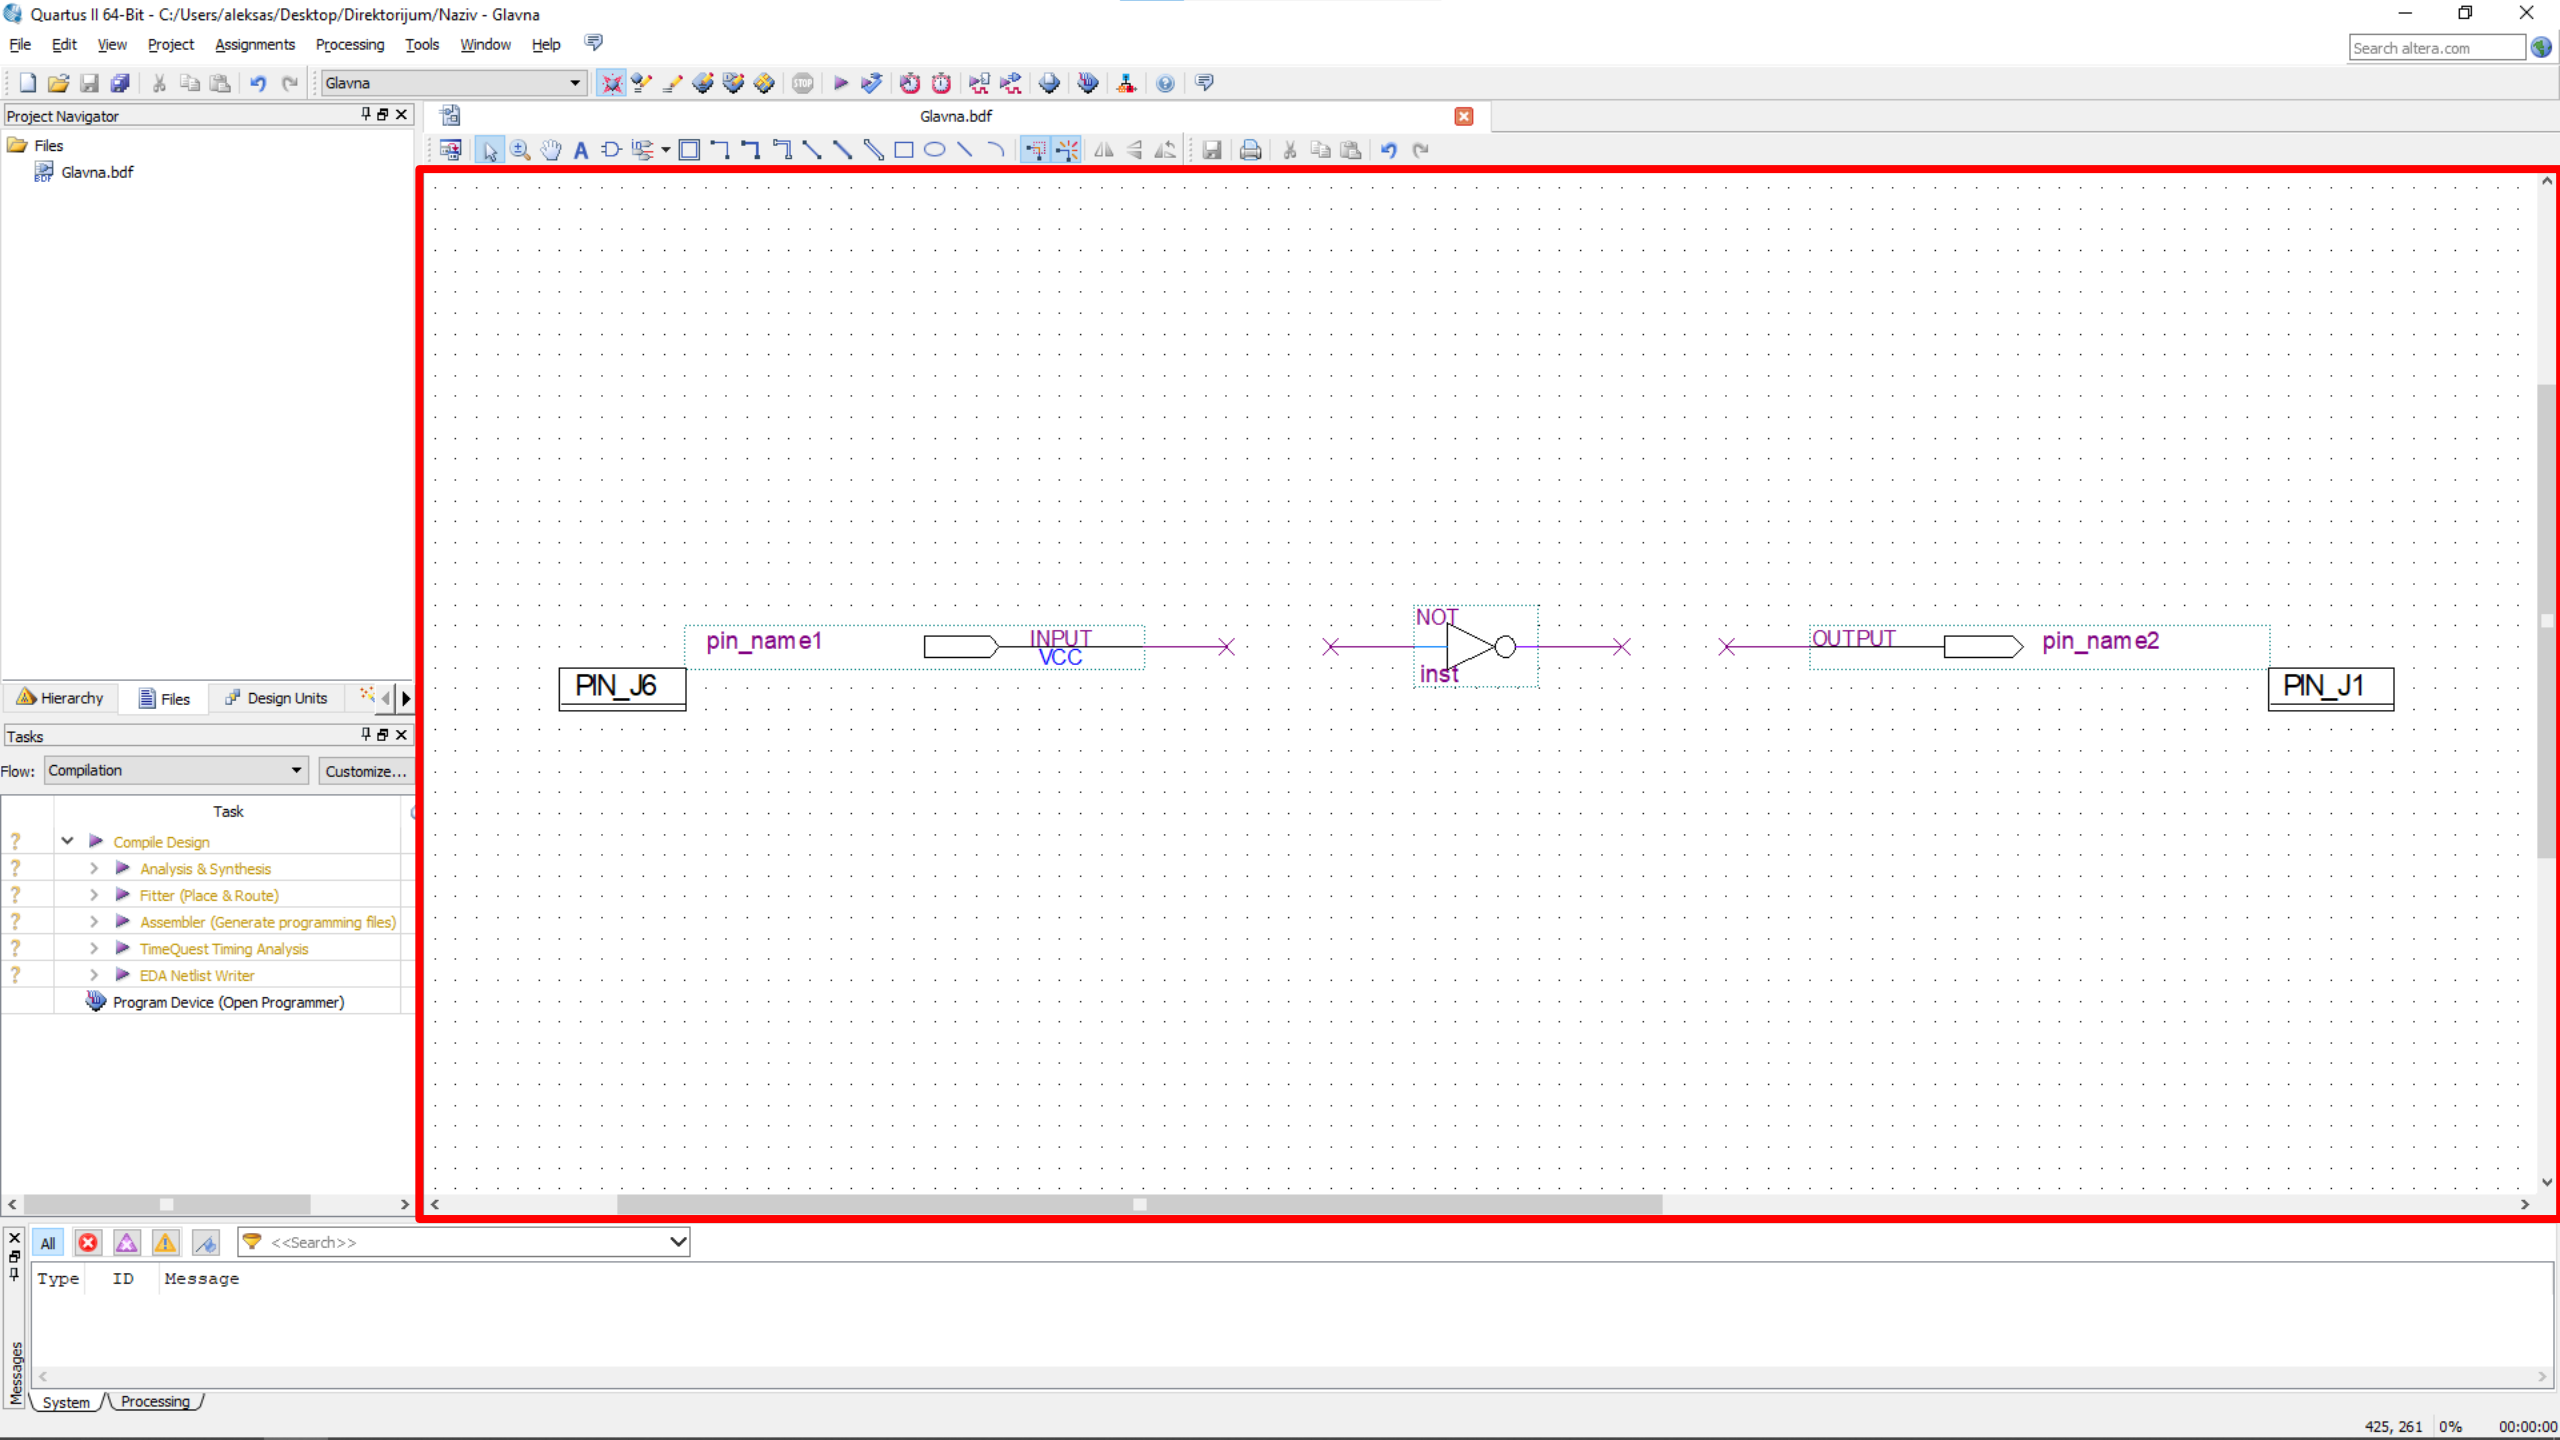 Quartus II 64-Bit - C:/Users/aleksas/Desktop/Direktorijum/Naziv - Glavna
File Edit View Project Assignments Processing Tools Window Help
Search altera.com
Glavna
STOP
Project Navigator
Glavna.bdf
Files
BDF Glavna.bdf
A
NOT
pin_name1 INPUT
VCC
OUTPUT pin_name2
inst
PIN_J6
PIN_J1
Hierarchy Files Design Units
Tasks
Flow: Compilation Customize...
Task
? Compile Design
? Analysis & Synthesis
? Fitter (Place & Route)
? Assembler (Generate programming files)
? TimeQuest Timing Analysis
? EDA Netlist Writer
Program Device (Open Programmer)
All <<Search>>
Type ID Message
Messages
System Processing
425, 261 0% 00:00:00